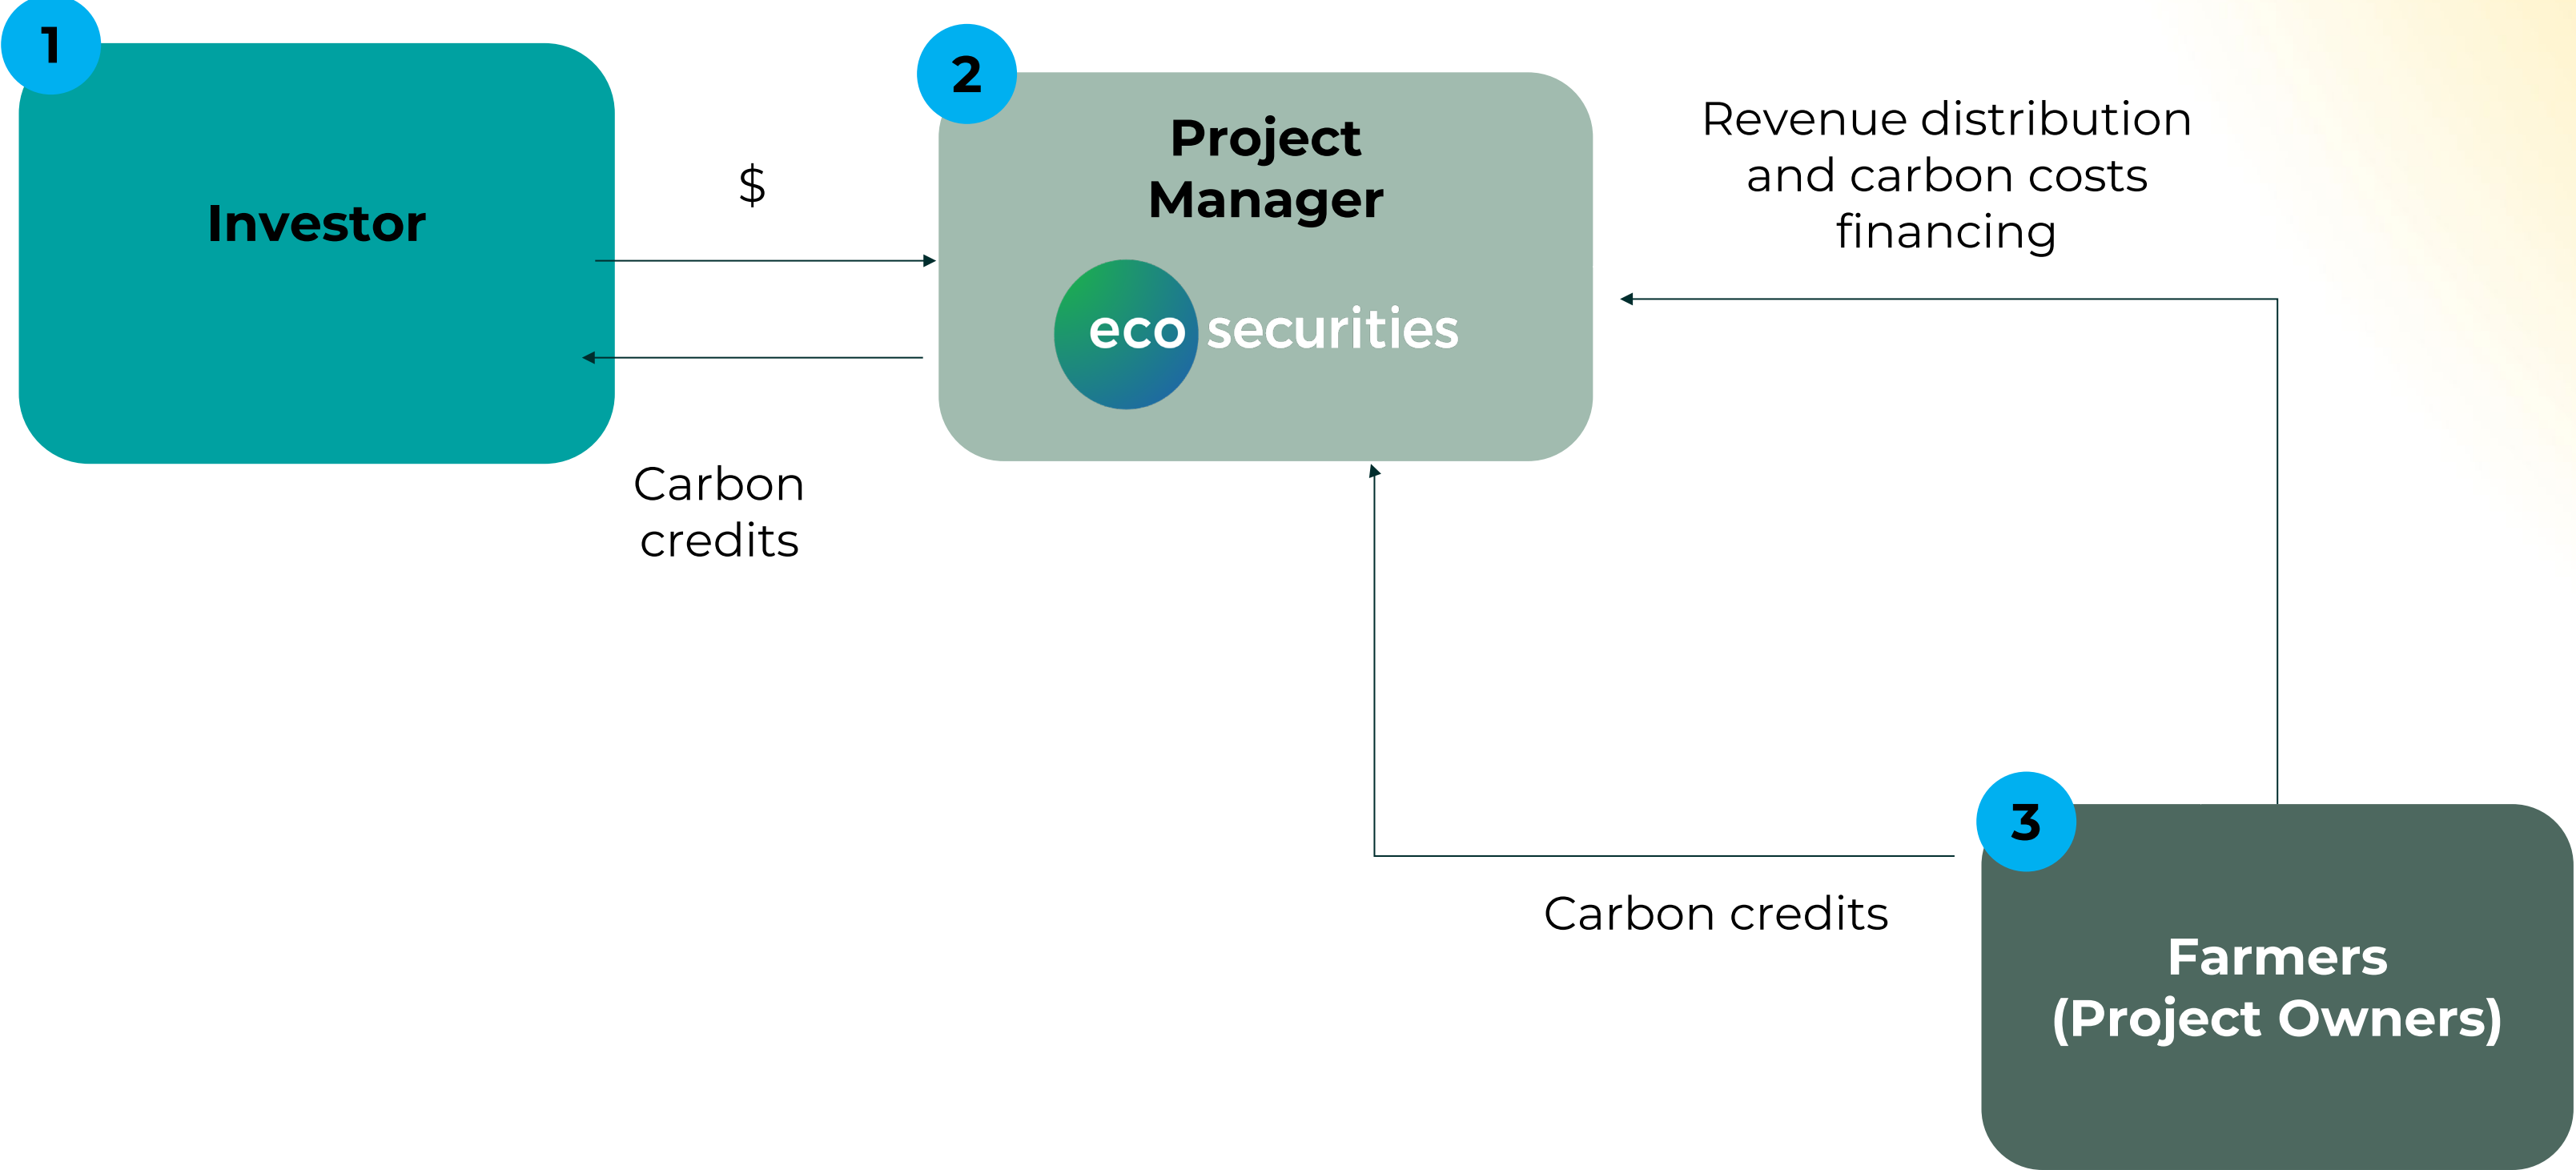 1
Investor
$
Carbon
credits
2
Project
Manager
eco securities
Revenue distribution
and carbon costs
financing
Carbon credits
3
Farmers
(Project Owners)